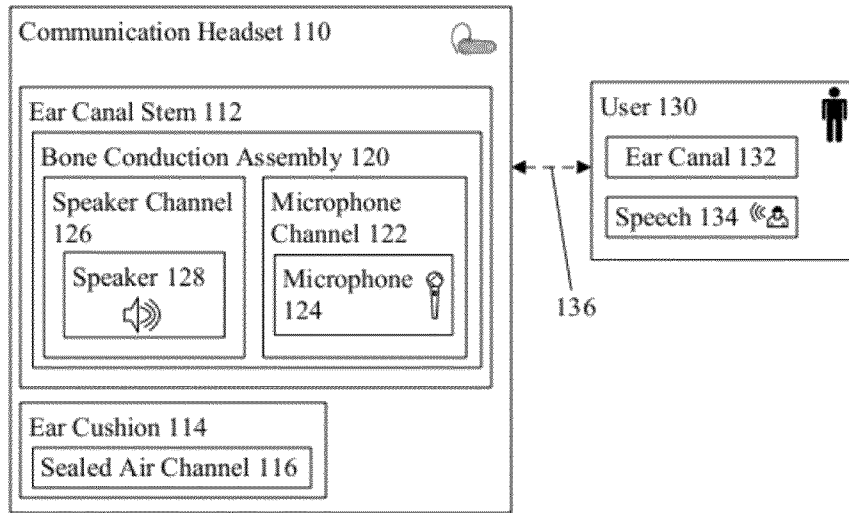 Communication Headset 110
Ear Canal Stem 112
Bone Conduction Assembly 120
Speaker Channel
126
Speaker 128
Microphone
Channel 122
Microphone
124
Ear Cushion 114
Sealed Air Channel 116
136
User 130
Ear Canal 132
Speech 134